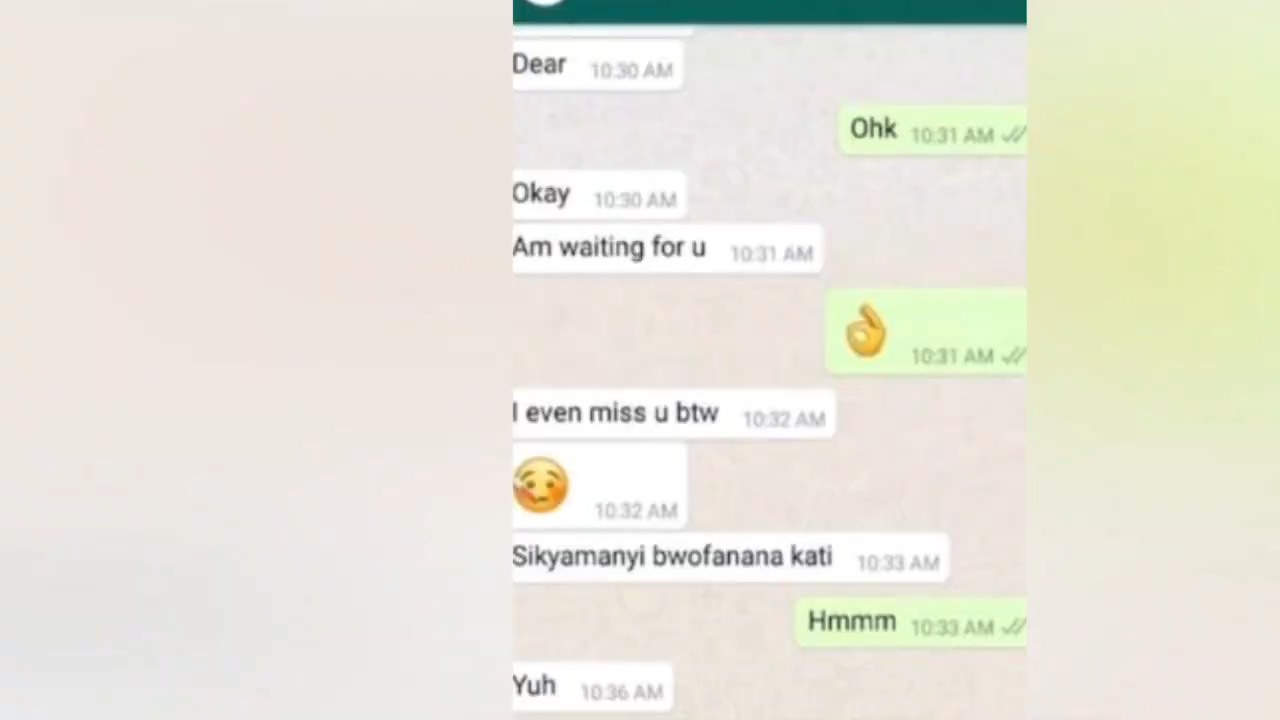 Dear 10:30 AM
Ohk 10:31 AM
Okay 10:30 AM
Am waiting for u 10:31 AM
👌 10:31 AM
I even miss u btw 10:32 AM
🤒 10:32 AM
Sikyamanyi bwofanana kati 10:33 AM
Hmmm 10:33 AM
Yuh 10:36 AM